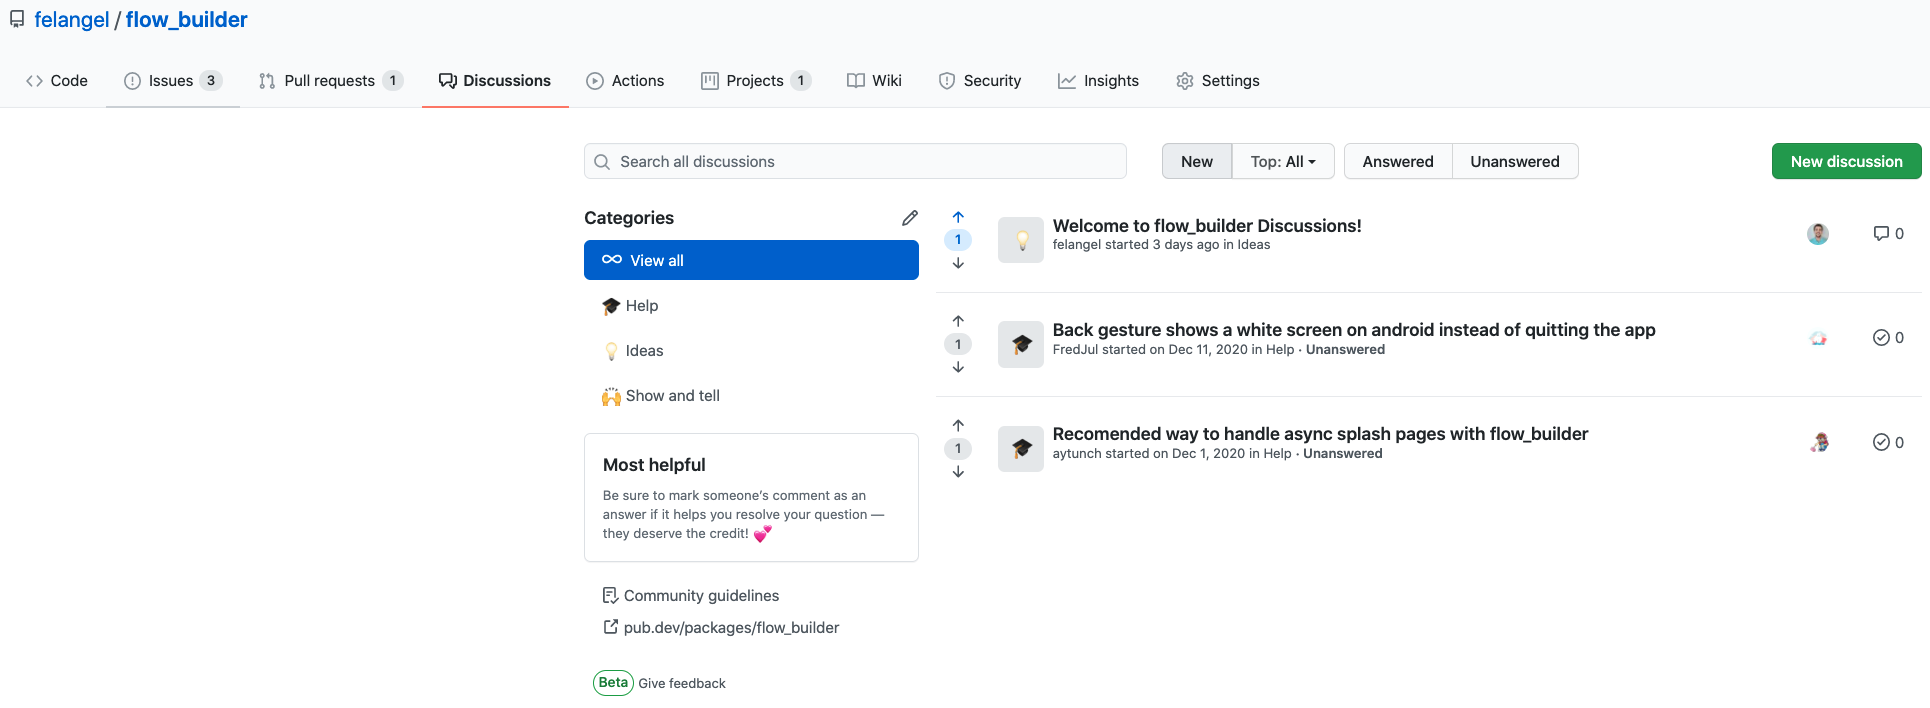 felangel / flow_builder
Code Issues 3 Pull requests 1 Discussions Actions Projects 1 Wiki Security Insights Settings
Search all discussions
New Top: All Answered Unanswered New discussion
Categories
View all
Help
Ideas
Show and tell
Most helpful
Be sure to mark someone’s comment as an
answer if it helps you resolve your question —
they deserve the credit! 💕
Community guidelines
pub.dev/packages/flow_builder
Beta Give feedback
1
Welcome to flow_builder Discussions!
felangel started 3 days ago in Ideas
0
1
Back gesture shows a white screen on android instead of quitting the app
FredJul started on Dec 11, 2020 in Help · Unanswered
0
1
Recomended way to handle async splash pages with flow_builder
aytunch started on Dec 1, 2020 in Help · Unanswered
0